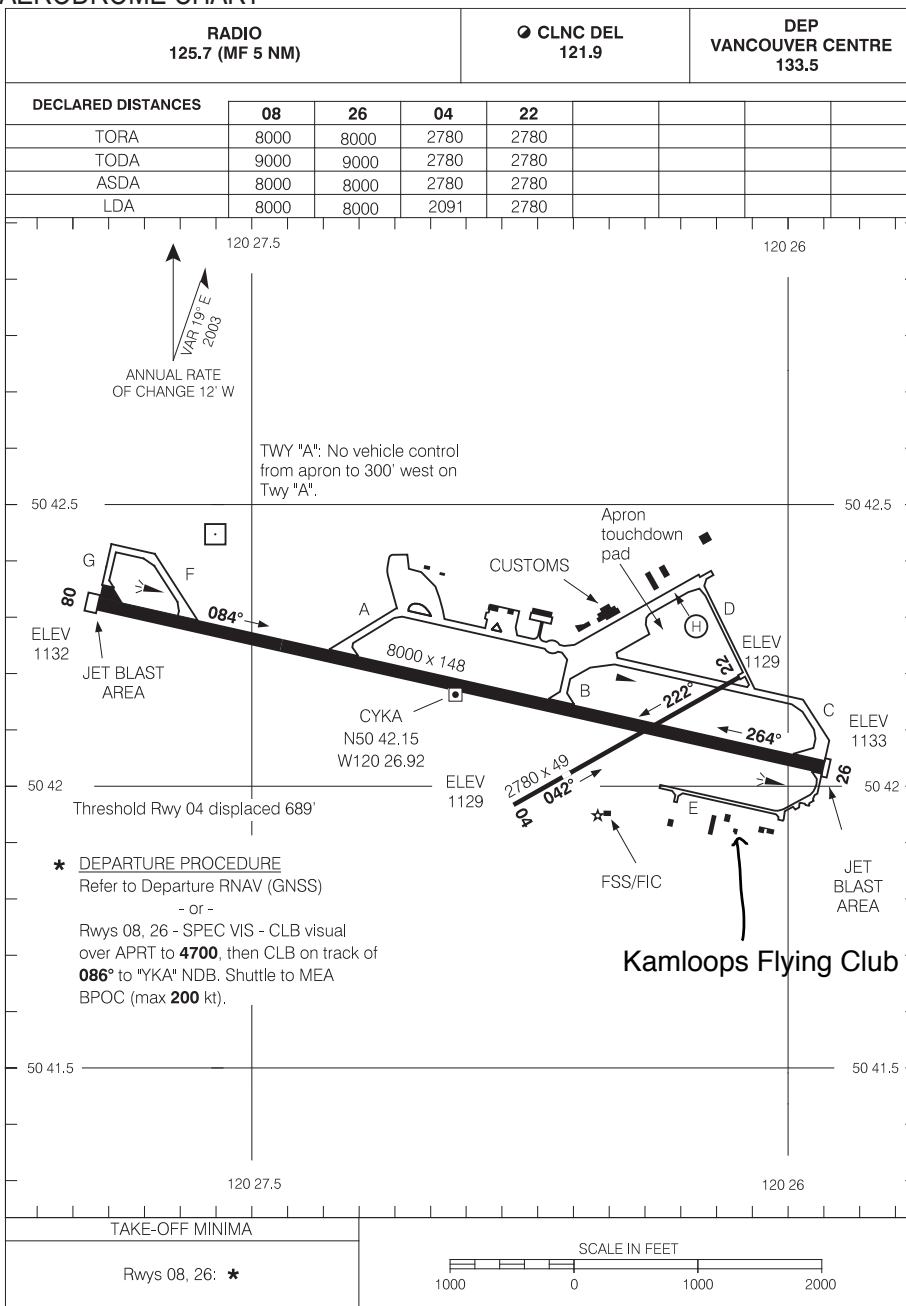 AERODROME CHART
RADIO
125.7 (MF 5 NM)
CLNC DEL
121.9
DEP
VANCOUVER CENTRE
133.5
DECLARED DISTANCES
08 26 04 22
TORA 8000 8000 2780 2780
TODA 9000 9000 2780 2780
ASDA 8000 8000 2780 2780
LDA 8000 8000 2091 2780
120 27.5
120 26
VAR 19° E
2003
ANNUAL RATE
OF CHANGE 12' W
TWY "A": No vehicle control
from apron to 300' west on
Twy "A".
50 42.5
50 42.5
Apron
touchdown
pad
CUSTOMS
G
F
A
D
H
08
084°
ELEV
1132
JET BLAST
AREA
8000 x 148
ELEV
1129
22
B
222°
C
CYKA
N50 42.15
W120 26.92
264°
ELEV
1133
26
ELEV
1129
2780 x 49
042°
04
50 42
50 42
E
Threshold Rwy 04 displaced 689'
FSS/FIC
JET
BLAST
AREA
* DEPARTURE PROCEDURE
Refer to Departure RNAV (GNSS)
- or -
Rwys 08, 26 - SPEC VIS - CLB visual
over APRT to 4700, then CLB on track of
086° to "YKA" NDB. Shuttle to MEA
BPOC (max 200 kt).
Kamloops Flying Club
50 41.5
50 41.5
120 27.5
120 26
TAKE-OFF MINIMA
Rwys 08, 26: *
SCALE IN FEET
1000 0 1000 2000